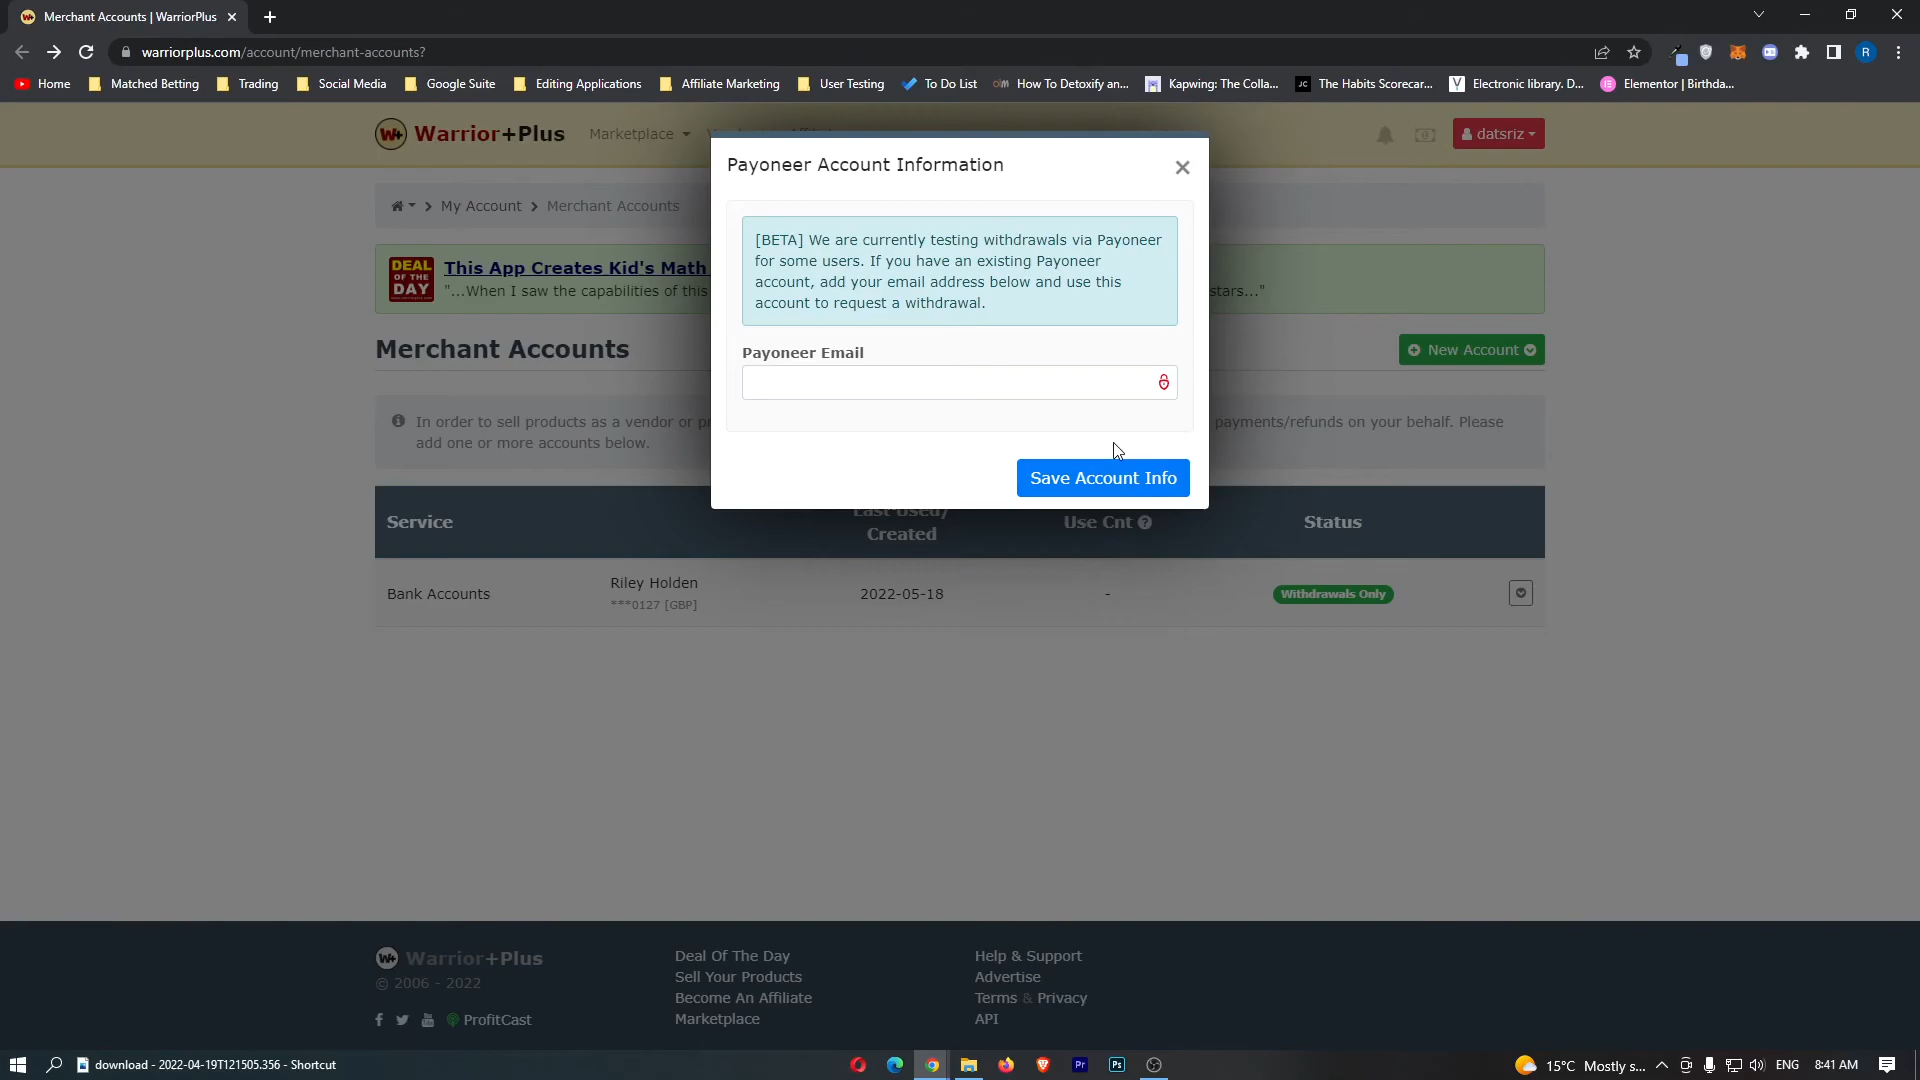 Merchant Accounts | WarriorPlus
warriorplus.com/account/merchant-accounts?
R
Home
Matched Betting
Trading
Social Media
Google Suite
Editing Applications
Affiliate Marketing
User Testing
To Do List
How To Detoxify an...
Kapwing: The Colla...
JC
The Habits Scorecar...
Electronic library. D...
Elementor | Birthda...
W+ Warrior+Plus
Marketplace
datsriz
Payoneer Account Information
My Account
Merchant Accounts
[BETA] We are currently testing withdrawals via Payoneer
for some users. If you have an existing Payoneer
account, add your email address below and use this
account to request a withdrawal.
DEAL
OF THE
DAY
This App Creates Kid's Math
"...When I saw the capabilities of this
stars..."
Merchant Accounts
New Account
Payoneer Email
In order to sell products as a vendor or
payments/refunds on your behalf. Please
add one or more accounts below.
Save Account Info
Service
Last Used/
Created
Use Cnt
Status
Bank Accounts
Riley Holden
***0127 [GBP]
2022-05-18
-
Withdrawals Only
W+ Warrior+Plus
© 2006 - 2022
ProfitCast
Deal Of The Day
Sell Your Products
Become An Affiliate
Marketplace
Help & Support
Advertise
Terms & Privacy
API
download - 2022-04-19T121505.356 - Shortcut
Pr
Ps
15°C Mostly s...
ENG
8:41 AM